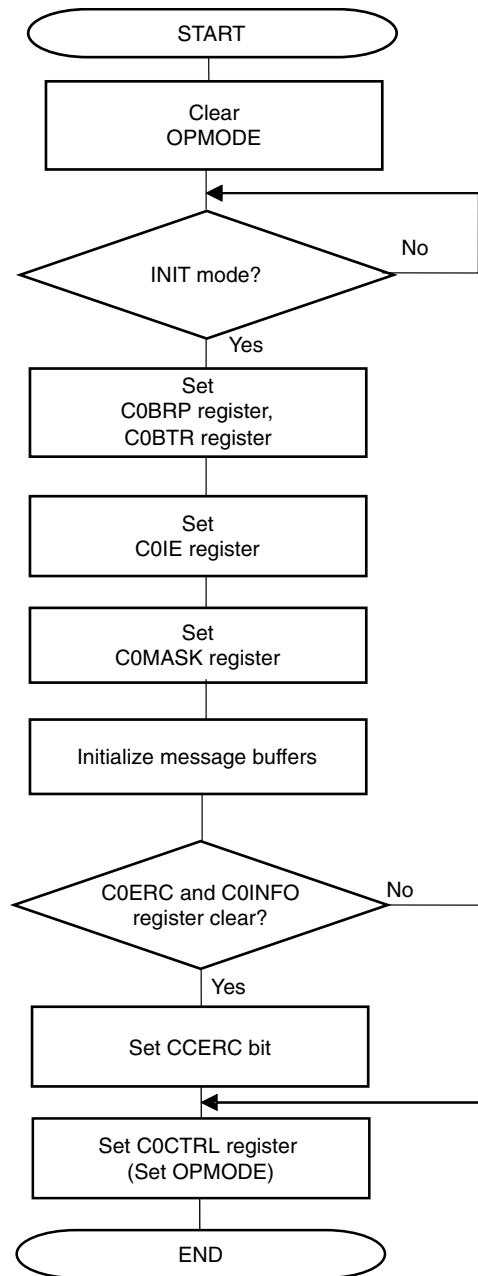 START
Clear
OPMODE
No
INIT mode?
Yes
Set
C0BRP register,
C0BTR register
Set
C0IE register
Set
C0MASK register
Initialize message buffers
C0ERC and C0INFO
register clear?
No
Yes
Set CCERC bit
Set C0CTRL register
(Set OPMODE)
END